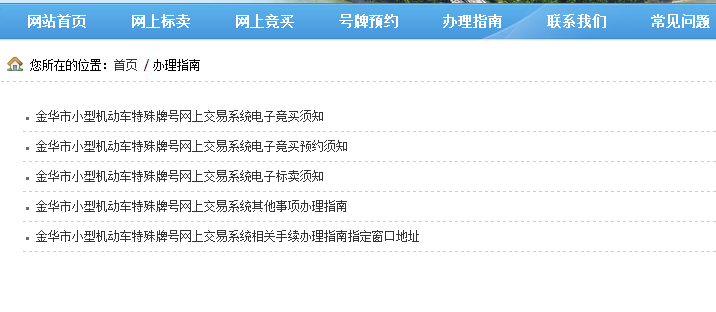 网站首页 网上标卖 网上竞买 号牌预约 办理指南 联系我们 常见问题
您所在的位置：首页 / 办理指南
金华市小型机动车特殊牌号网上交易系统电子竞买须知
金华市小型机动车特殊牌号网上交易系统电子竞买预约须知
金华市小型机动车特殊牌号网上交易系统电子标卖须知
金华市小型机动车特殊牌号网上交易系统其他事项办理指南
金华市小型机动车特殊牌号网上交易系统相关手续办理指南指定窗口地址